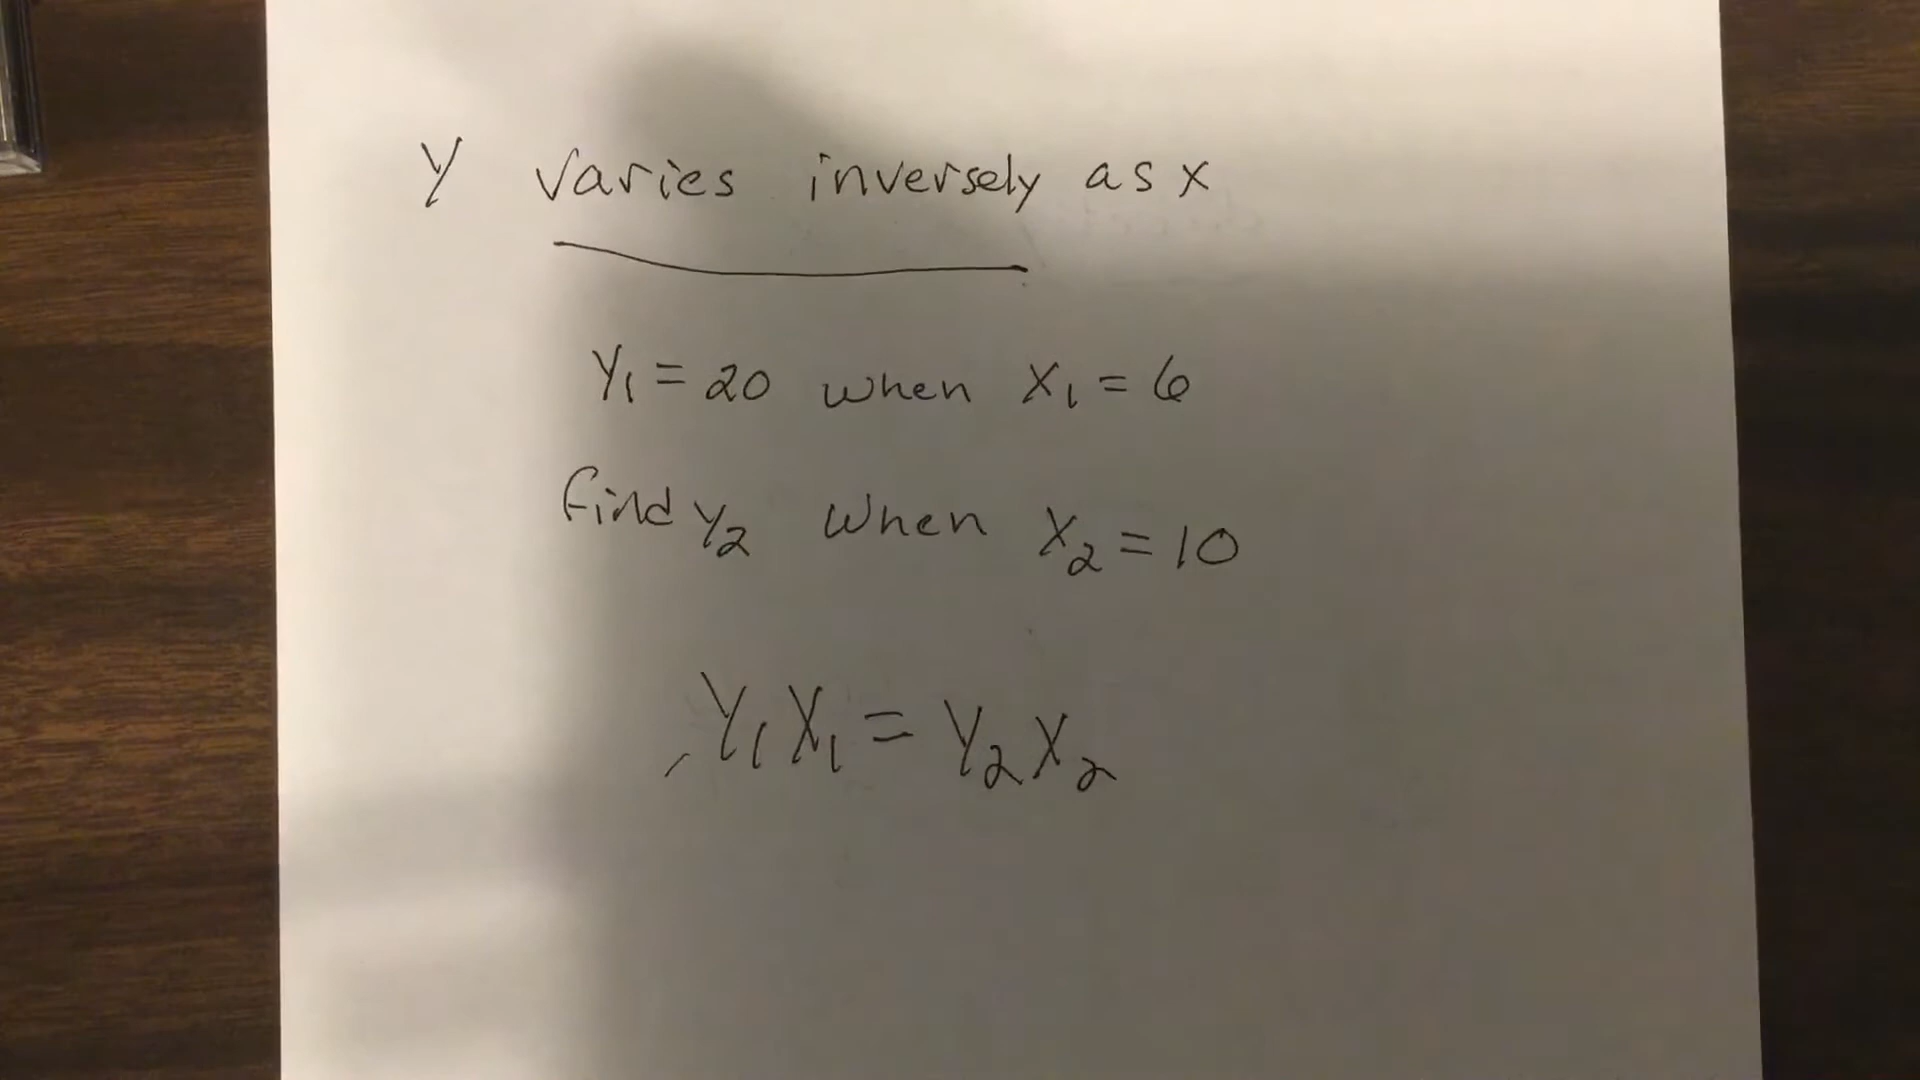 Y varies inversely as x
Y₁ = 20 when X₁ = 6
find Y₂ when X₂ = 10
Y₁X₁ = Y₂X₂